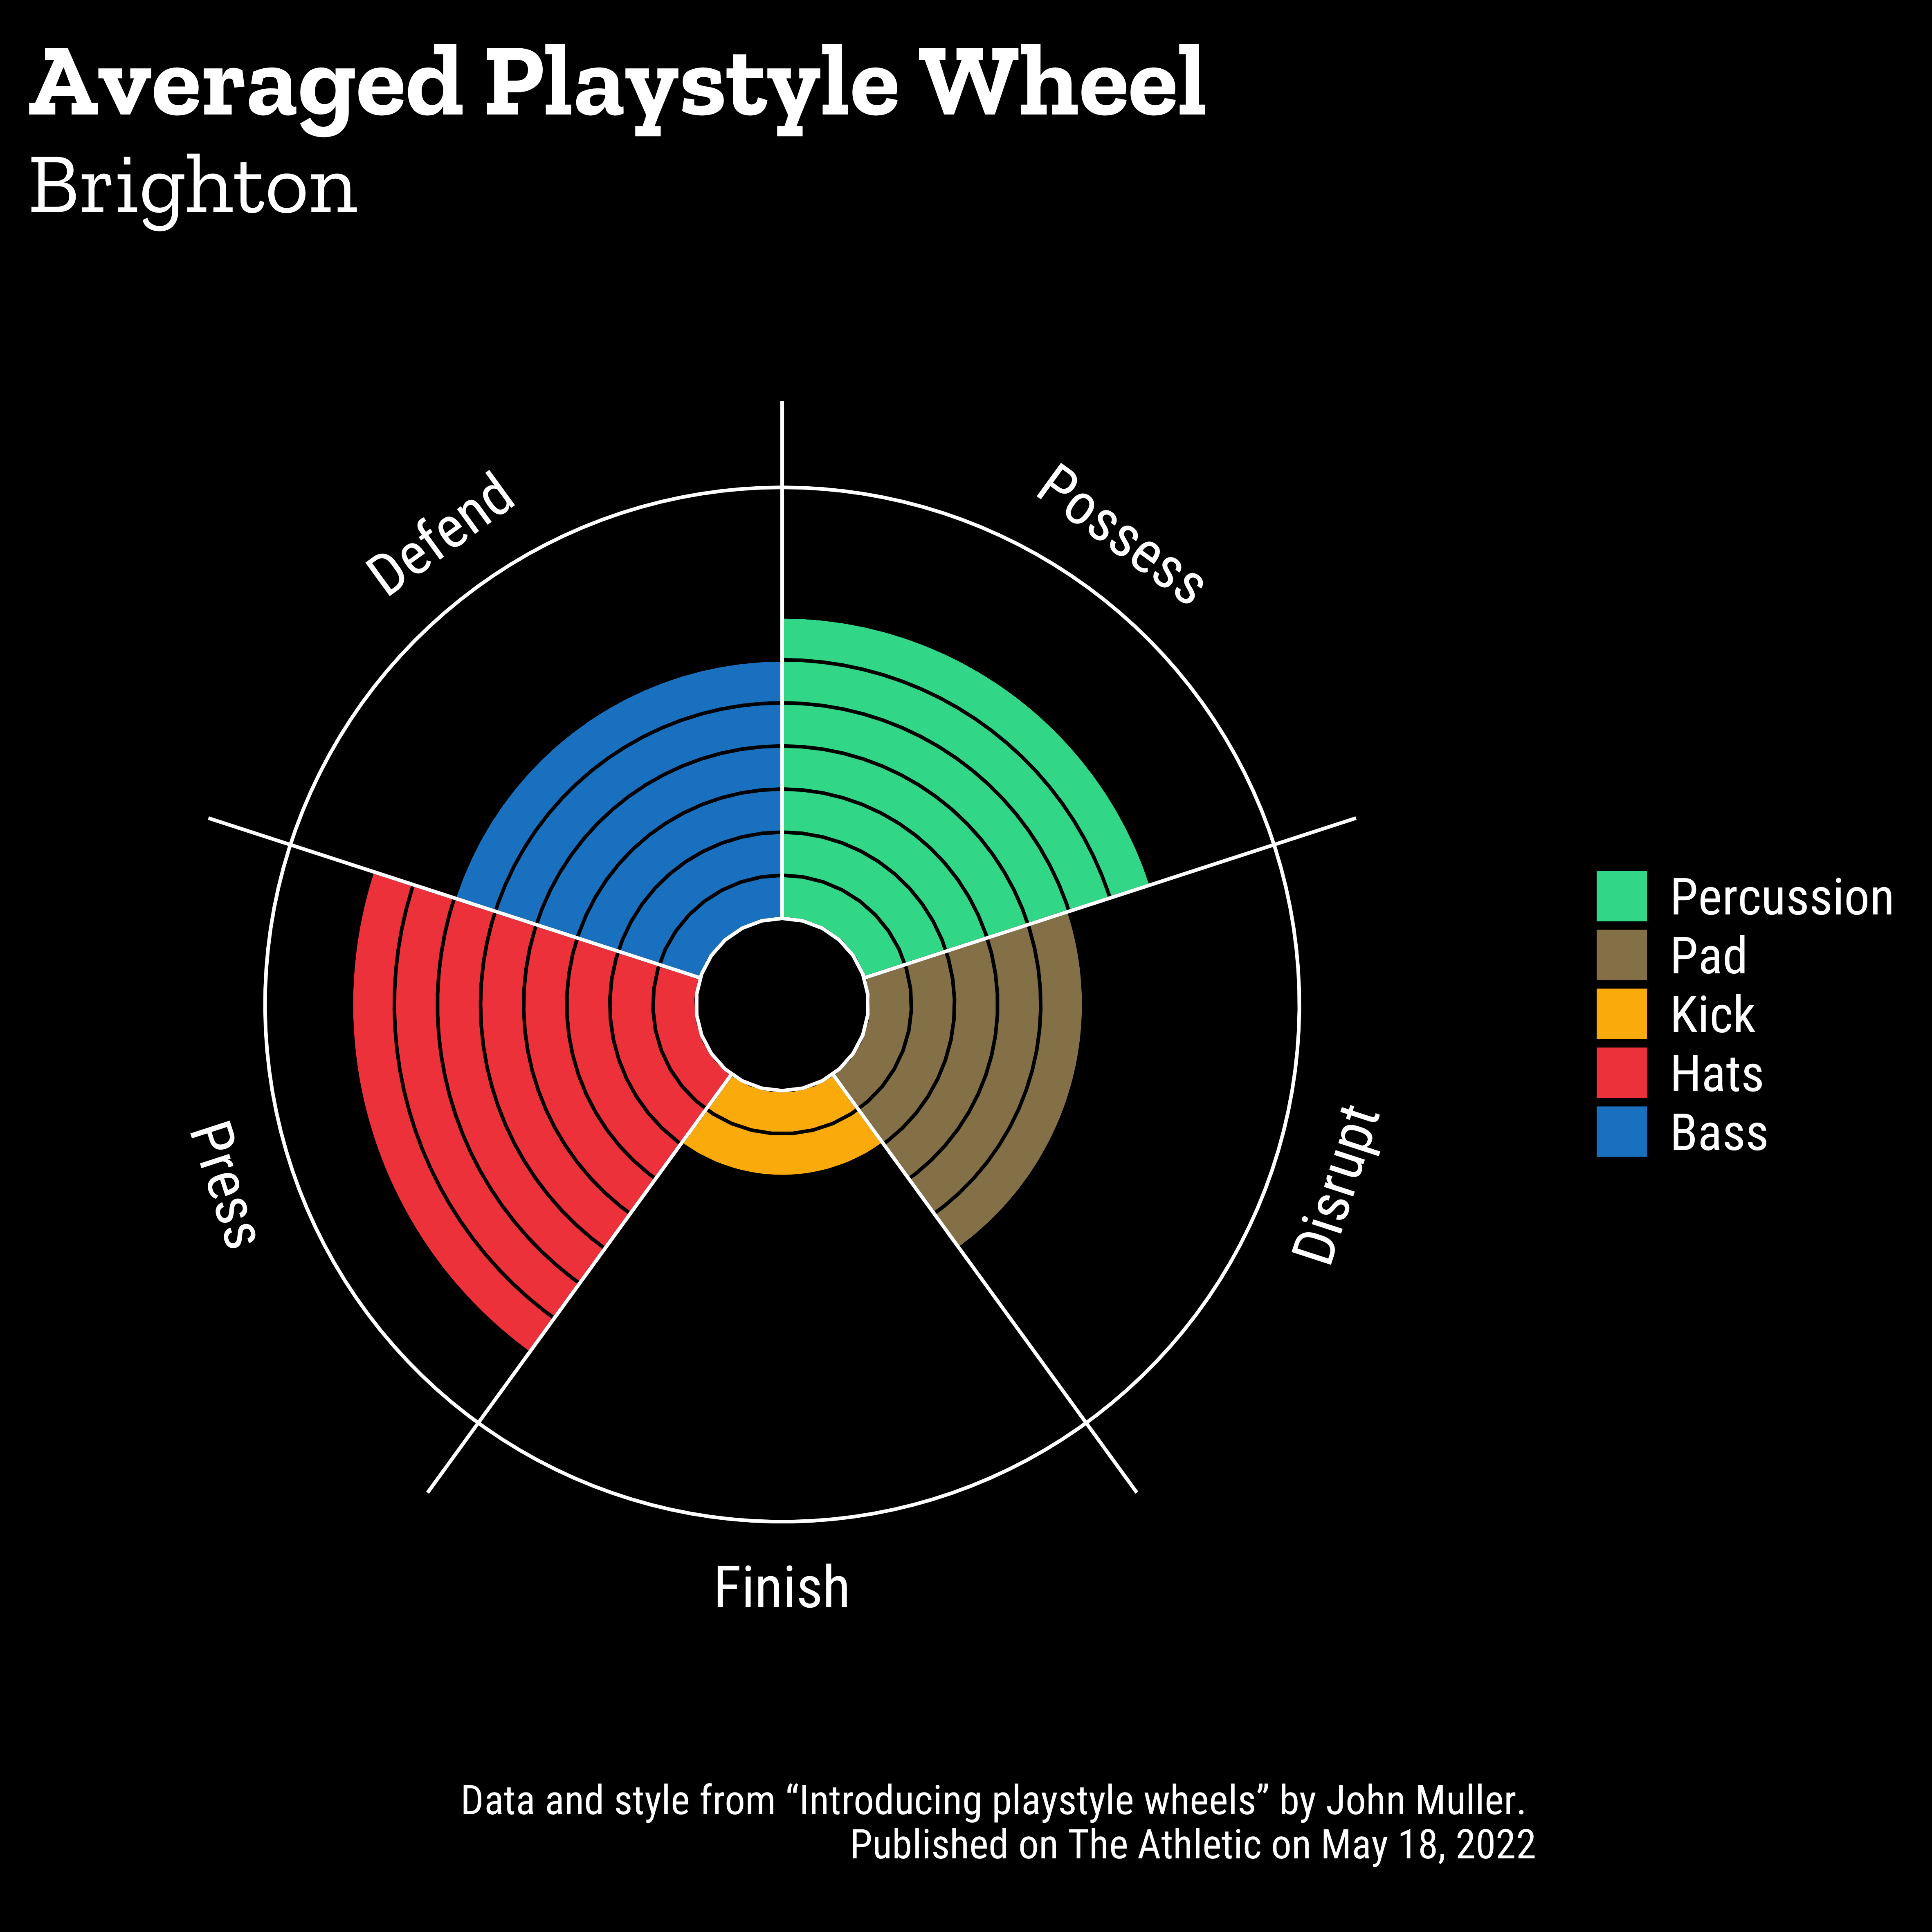 Averaged Playstyle Wheel
Brighton
Defend
Possess
Press
Disrupt
Finish
Percussion
Pad
Kick
Hats
Bass
Data and style from “Introducing playstyle wheels” by John Muller.
Published on The Athletic on May 18, 2022